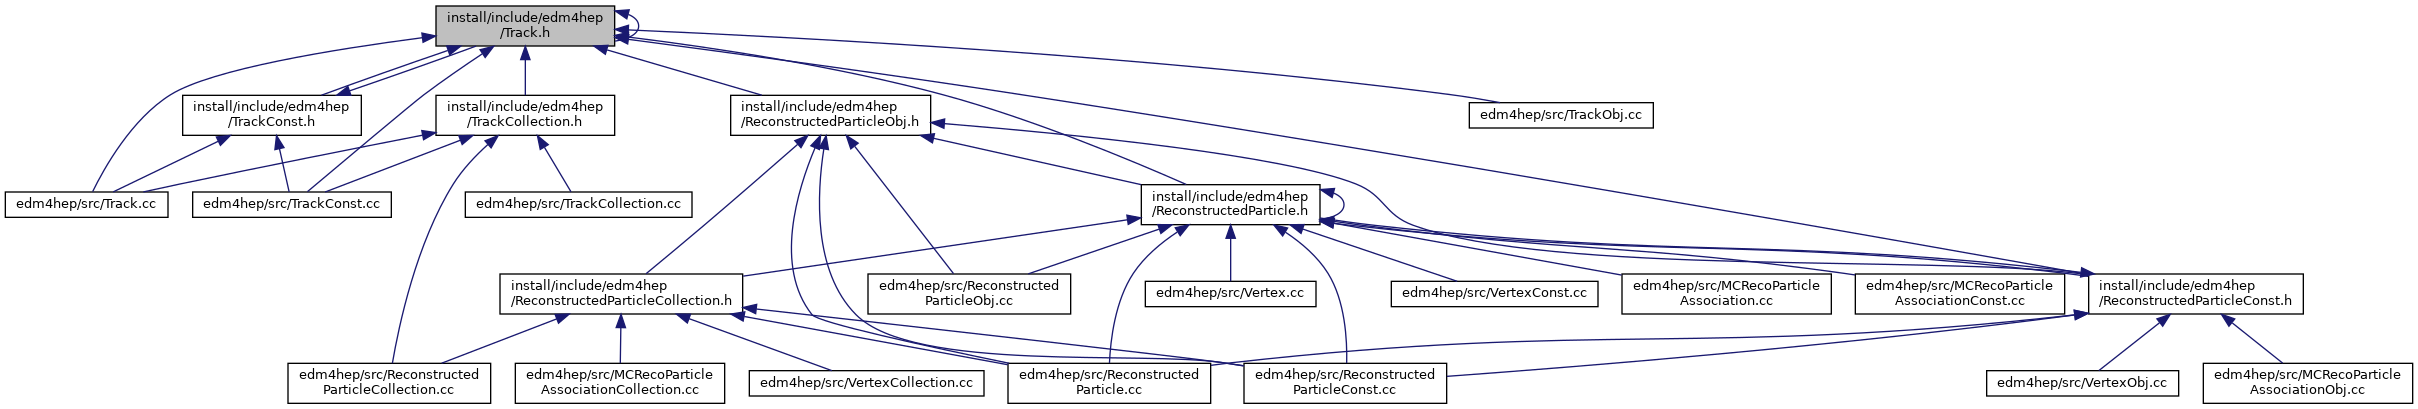 install/include/edm4hep
/Track.h
install/include/edm4hep
/TrackConst.h
install/include/edm4hep
/TrackCollection.h
install/include/edm4hep
/ReconstructedParticleObj.h
edm4hep/src/TrackObj.cc
edm4hep/src/Track.cc
edm4hep/src/TrackConst.cc
edm4hep/src/TrackCollection.cc
install/include/edm4hep
/ReconstructedParticle.h
install/include/edm4hep
/ReconstructedParticleCollection.h
edm4hep/src/Reconstructed
ParticleObj.cc
edm4hep/src/Vertex.cc
edm4hep/src/VertexConst.cc
edm4hep/src/MCRecoParticle
Association.cc
edm4hep/src/MCRecoParticle
AssociationConst.cc
install/include/edm4hep
/ReconstructedParticleConst.h
edm4hep/src/Reconstructed
ParticleCollection.cc
edm4hep/src/MCRecoParticle
AssociationCollection.cc
edm4hep/src/VertexCollection.cc
edm4hep/src/Reconstructed
Particle.cc
edm4hep/src/Reconstructed
ParticleConst.cc
edm4hep/src/VertexObj.cc
edm4hep/src/MCRecoParticle
AssociationObj.cc